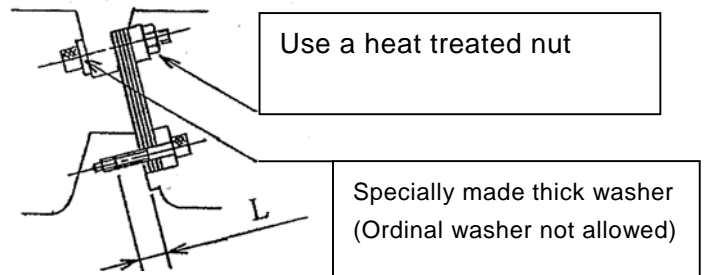 Use a heat treated nut
Specially made thick washer
(Ordinal washer not allowed)
L